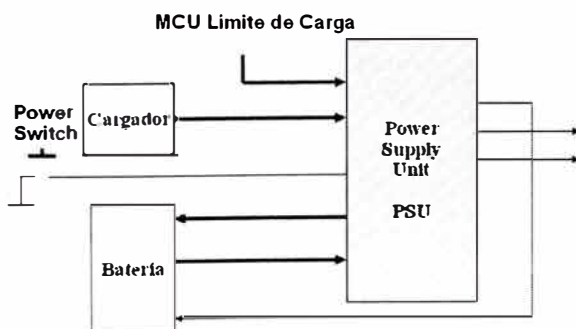 MCU Limite de Carga
Power
Switch
Cargador
Power
Supply
Unit
PSU
Batería